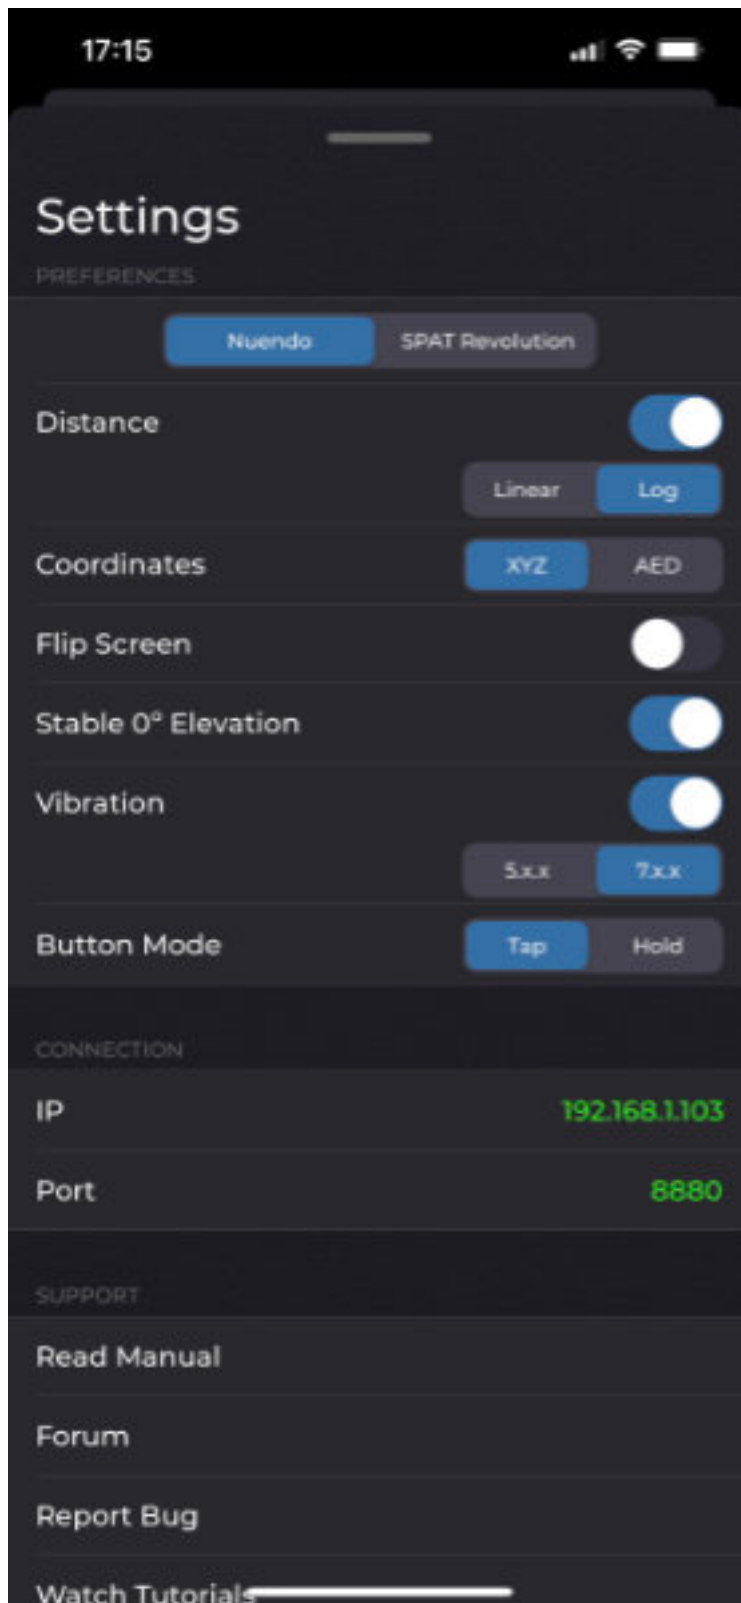 17:15
Settings
PREFERENCES
Nuendo SPAT Revolution
Distance
Linear Log
Coordinates XYZ AED
Flip Screen
Stable 0° Elevation
Vibration
5.x.x 7.x.x
Button Mode Tap Hold
CONNECTION
IP 192.168.1.103
Port 8880
SUPPORT
Read Manual
Forum
Report Bug
Watch Tutorials